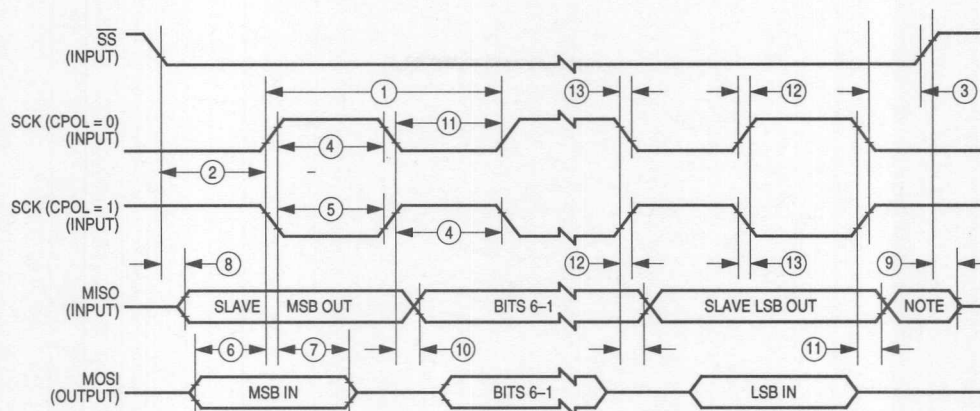 SS
(INPUT)
① ⑬ ⑫ ③
SCK (CPOL = 0)
(INPUT)
④ ⑪
②
SCK (CPOL = 1)
(INPUT)
⑤ ④
⑧ ⑫ ⑬ ⑨
MISO
(INPUT)
SLAVE MSB OUT BITS 6–1 SLAVE LSB OUT NOTE
⑥ ⑦ ⑩ ⑪
MOSI
(OUTPUT)
MSB IN BITS 6–1 LSB IN